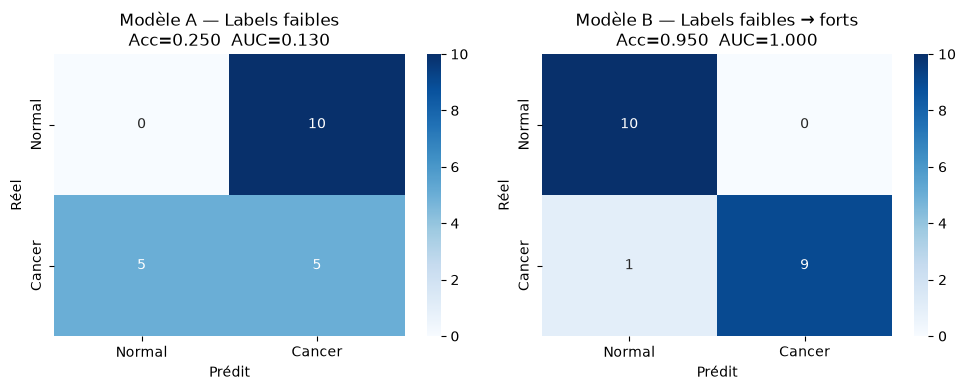 Modèle A — Labels faibles
Acc=0.250  AUC=0.130
Réel
Normal
Cancer
0
10
5
5
Normal
Cancer
Prédit
10
8
6
4
2
0
Modèle B — Labels faibles → forts
Acc=0.950  AUC=1.000
Réel
Normal
Cancer
10
0
1
9
Normal
Cancer
Prédit
10
8
6
4
2
0